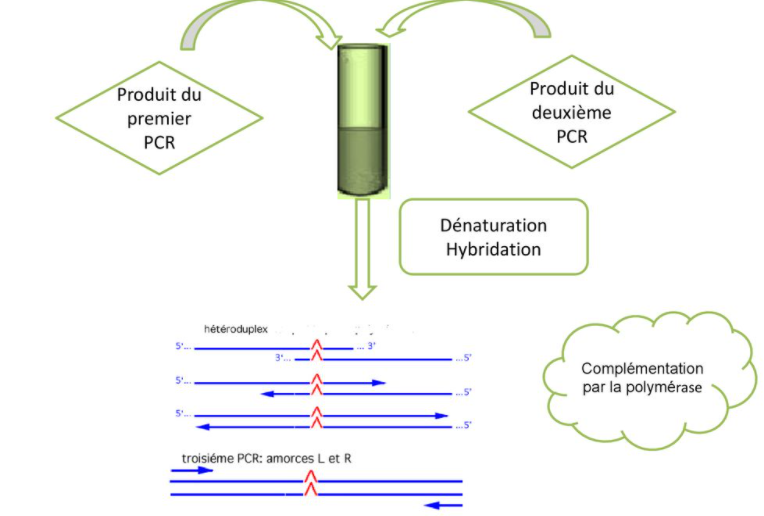 Produit du
premier
PCR
Produit du
deuxième
PCR
Dénaturation
Hybridation
hétéroduplex
5'... ... 3'
3'... ...5'
5'...
...5'
5'...
...5'
Complémentation
par la polymérase
troisiéme PCR: amorces L et R